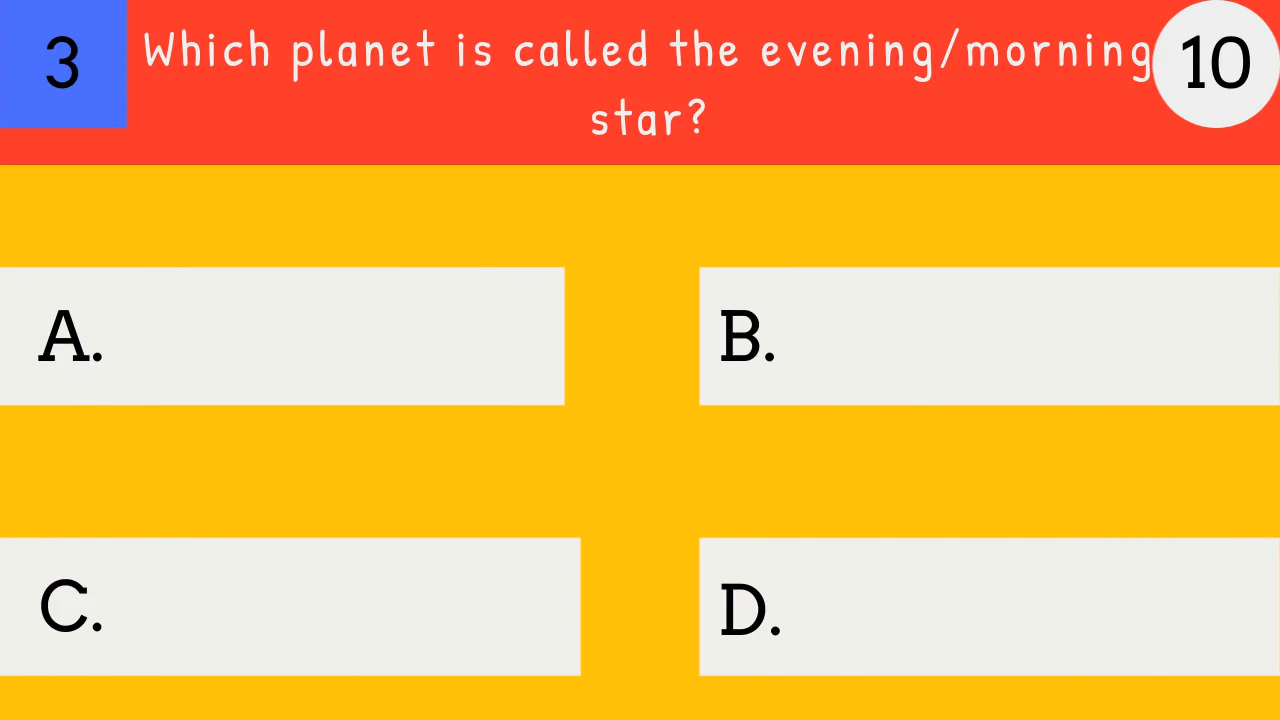 3
Which planet is called the evening/morning
star?
10
A.
B.
C.
D.